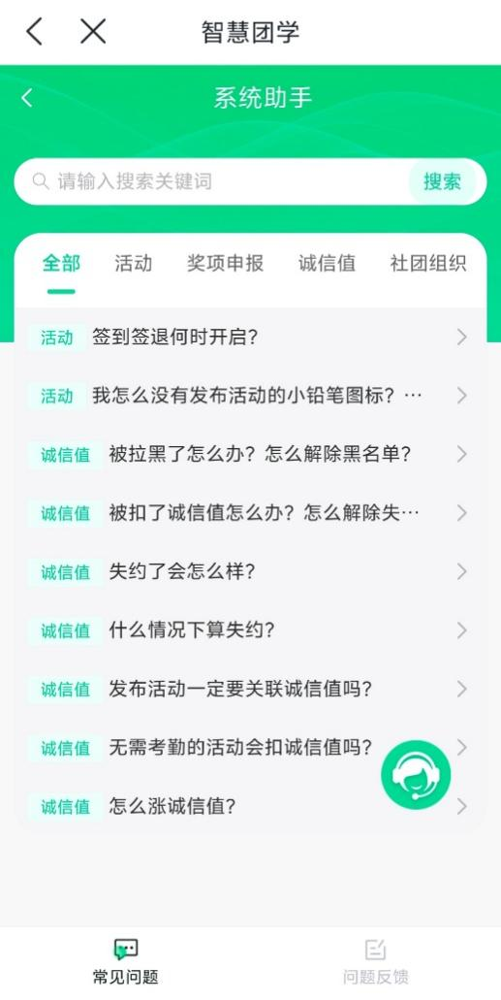 智慧团学
系统助手
请输入搜索关键词 搜索
全部 活动 奖项申报 诚信值 社团组织
活动 签到签退何时开启？
活动 我怎么没有发布活动的小铅笔图标？…
诚信值 被拉黑了怎么办？怎么解除黑名单？
诚信值 被扣了诚信值怎么办？怎么解除失…
诚信值 失约了会怎么样？
诚信值 什么情况下算失约？
诚信值 发布活动一定要关联诚信值吗？
诚信值 无需考勤的活动会扣诚信值吗？
诚信值 怎么涨诚信值？
常见问题 问题反馈